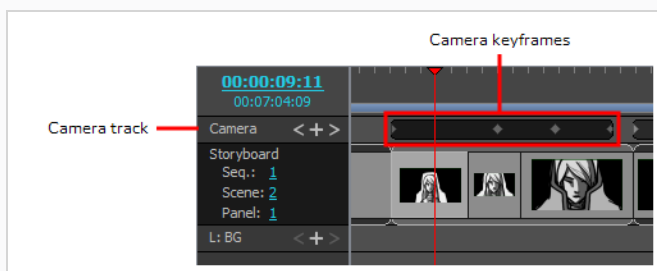 Camera keyframes
00:00:09:11
00:07:04:09
Camera track
Camera < + >
Storyboard
Seq.: 1
Scene: 2
Panel: 1
L: BG < + >